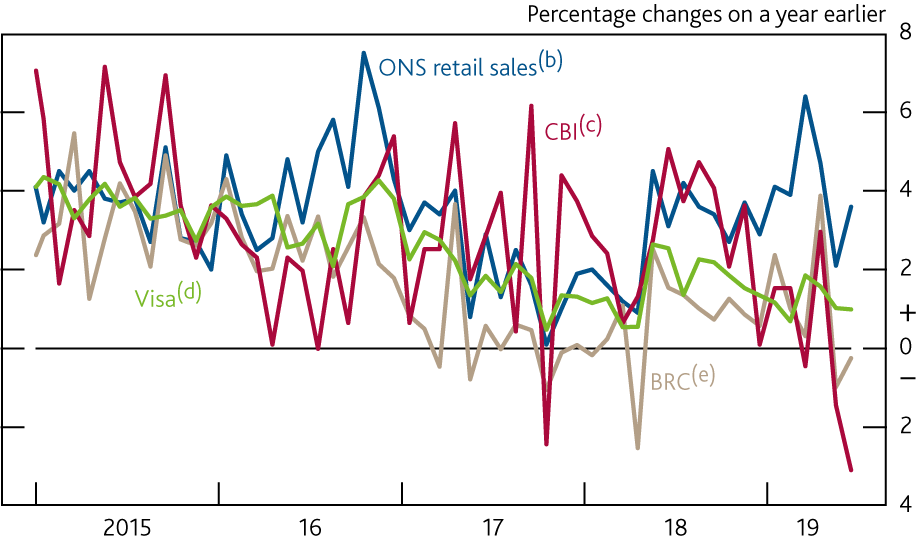 Percentage changes on a year earlier
8
ONS retail sales(b)
6
CBI(c)
4
2
Visa(d)
+
0
–
BRC(e)
2
4
2015 16 17 18 19